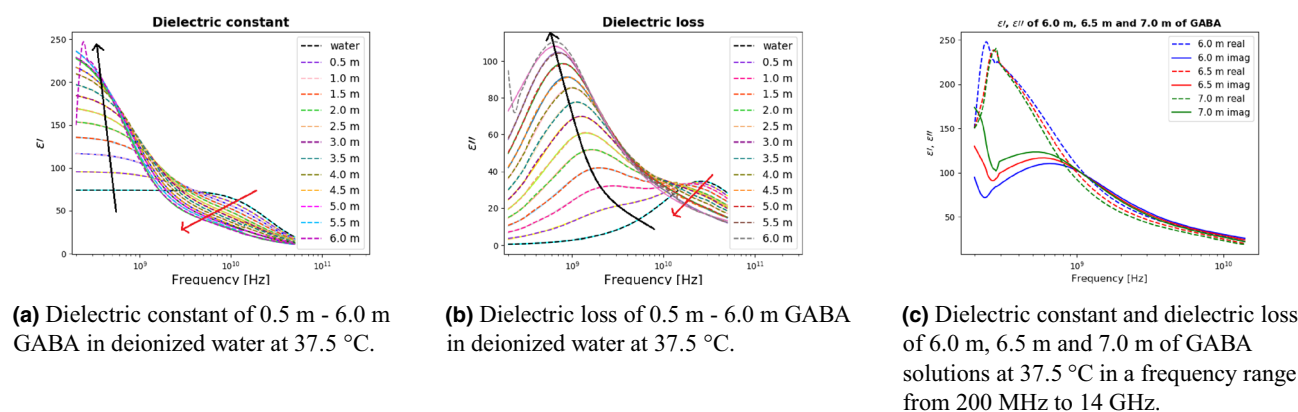 Dielectric constant
ε′
250
200
150
100
50
0
10⁹
10¹⁰
10¹¹
Frequency [Hz]
water
0.5 m
1.0 m
1.5 m
2.0 m
2.5 m
3.0 m
3.5 m
4.0 m
4.5 m
5.0 m
5.5 m
6.0 m
(a) Dielectric constant of 0.5 m - 6.0 m
GABA in deionized water at 37.5 °C.
Dielectric loss
ε″
100
80
60
40
20
0
10⁹
10¹⁰
10¹¹
Frequency [Hz]
water
0.5 m
1.0 m
1.5 m
2.0 m
2.5 m
3.0 m
3.5 m
4.0 m
4.5 m
5.0 m
5.5 m
6.0 m
(b) Dielectric loss of 0.5 m - 6.0 m GABA
in deionized water at 37.5 °C.
ε′, ε″ of 6.0 m, 6.5 m and 7.0 m of GABA
ε′, ε″
250
200
150
100
50
10⁹
10¹⁰
Frequency [Hz]
6.0 m real
6.0 m imag
6.5 m real
6.5 m imag
7.0 m real
7.0 m imag
(c) Dielectric constant and dielectric loss
of 6.0 m, 6.5 m and 7.0 m of GABA
solutions at 37.5 °C in a frequency range
from 200 MHz to 14 GHz.